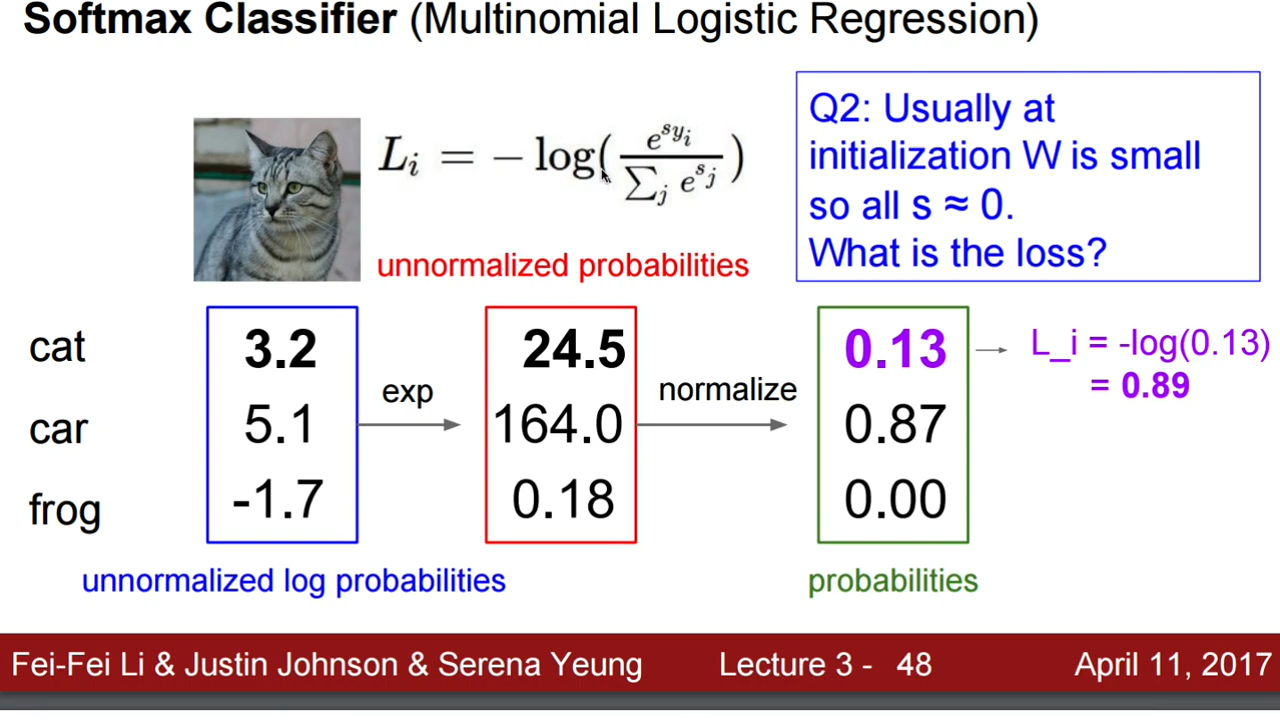 Softmax Classifier (Multinomial Logistic Regression)
L_i = − log( e^{s_{y_i}} / ∑_j e^{s_j} )
Q2: Usually at
initialization W is small
so all s ≈ 0.
What is the loss?
unnormalized probabilities
cat 3.2 24.5 0.13 L_i = -log(0.13)
= 0.89
exp normalize
car 5.1 164.0 0.87
frog -1.7 0.18 0.00
unnormalized log probabilities probabilities
Fei-Fei Li & Justin Johnson & Serena Yeung Lecture 3 - 48 April 11, 2017